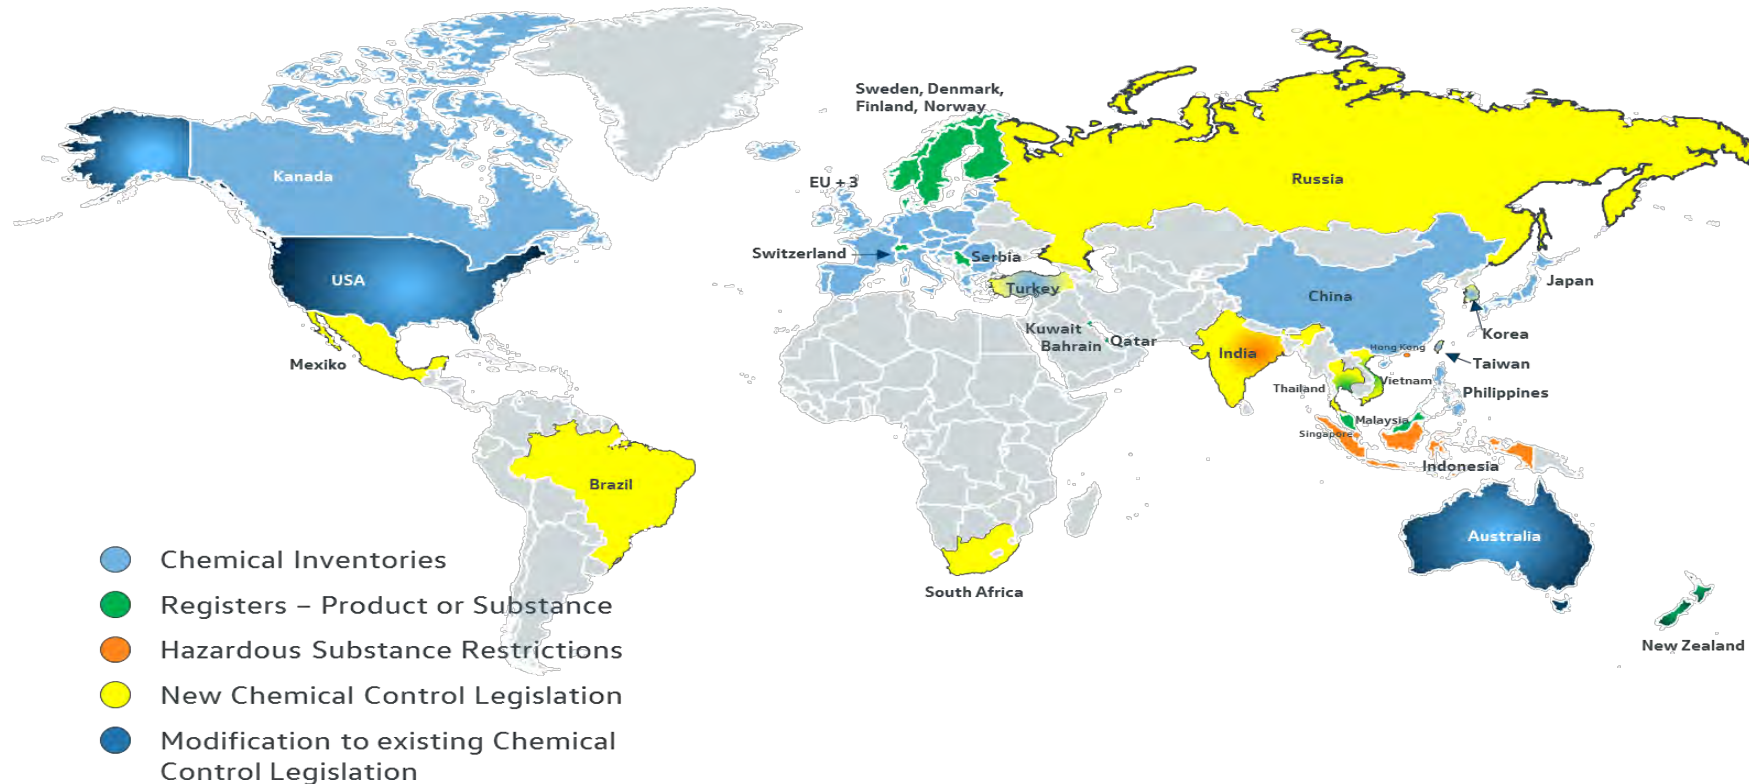 Sweden, Denmark,
Finland, Norway
Kanada
EU + 3
Russia
Switzerland
Serbia
USA
Turkey
China
Japan
Kuwait
Bahrain
Qatar
Korea
India
Hong Kong
Taiwan
Mexiko
Thailand
Vietnam
Philippines
Malaysia
Singapore
Indonesia
Brazil
Australia
South Africa
New Zealand
Chemical Inventories
Registers – Product or Substance
Hazardous Substance Restrictions
New Chemical Control Legislation
Modification to existing Chemical
Control Legislation